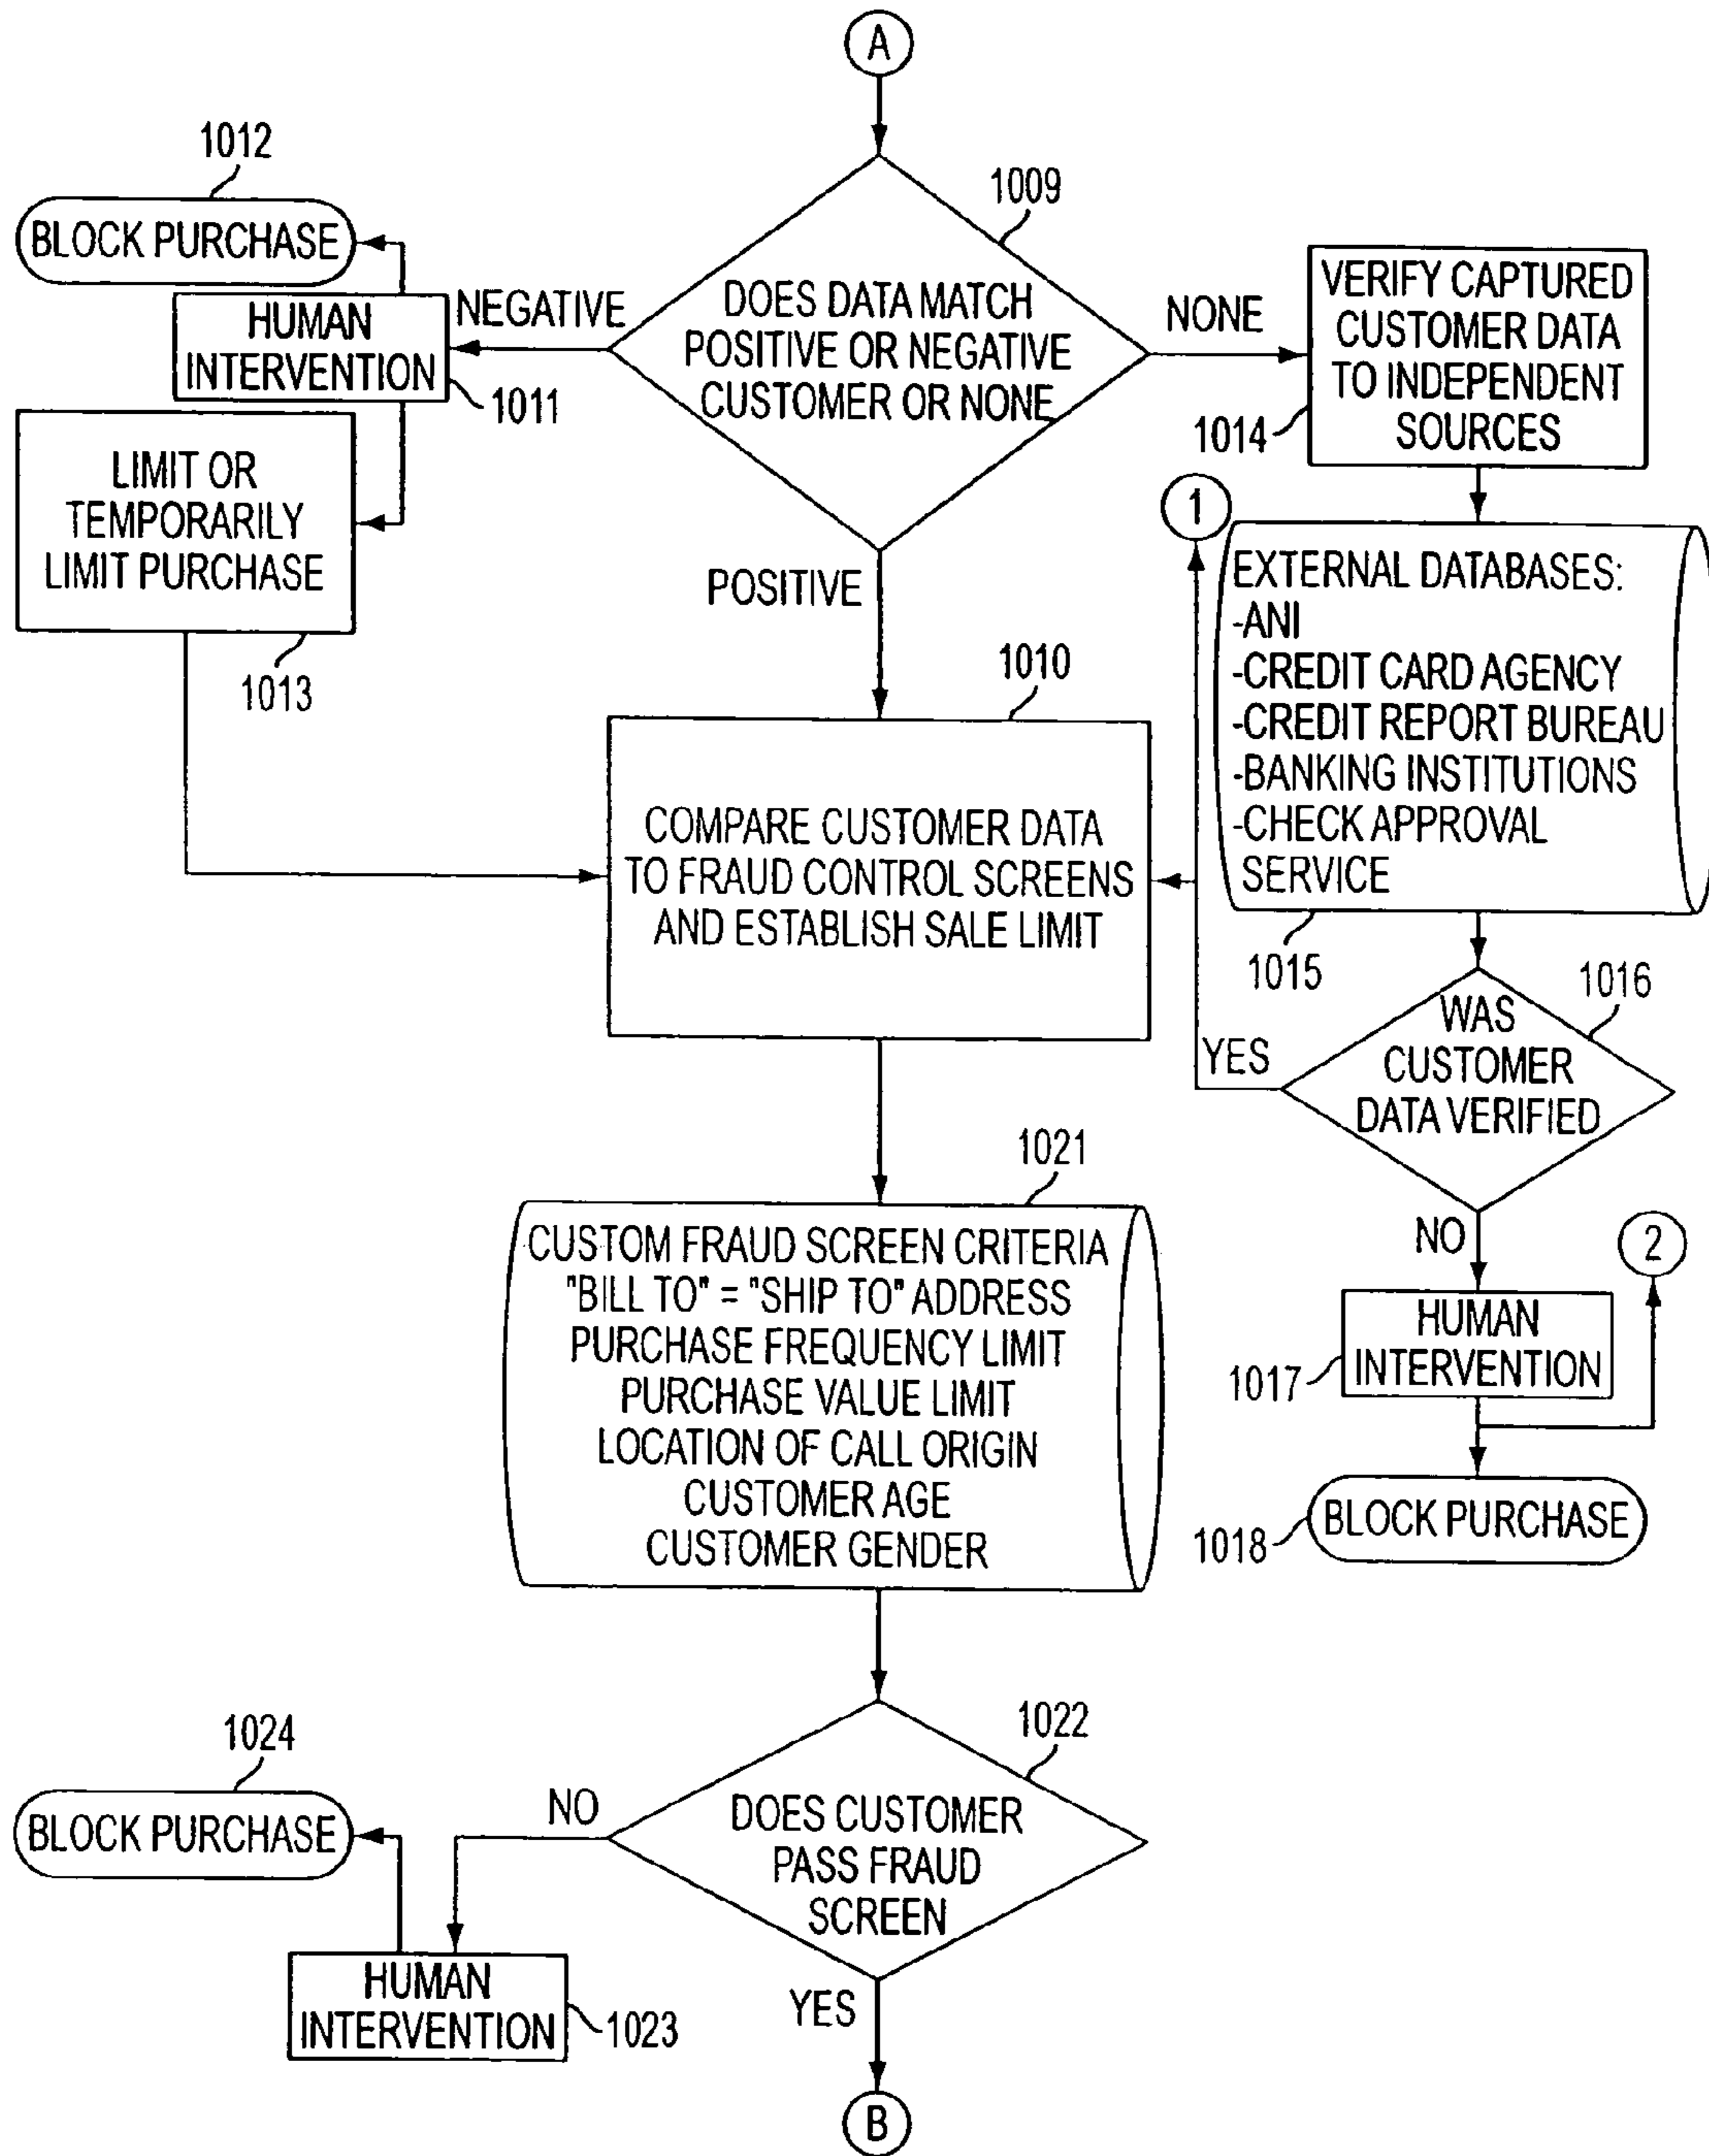 A
1012
BLOCK PURCHASE
1009
DOES DATA MATCH
POSITIVE OR NEGATIVE
CUSTOMER OR NONE
NEGATIVE
HUMAN
INTERVENTION
1011
NONE
VERIFY CAPTURED
CUSTOMER DATA
TO INDEPENDENT
SOURCES
1014
LIMIT OR
TEMPORARILY
LIMIT PURCHASE
1013
POSITIVE
1
EXTERNAL DATABASES:
-ANI
-CREDIT CARD AGENCY
-CREDIT REPORT BUREAU
-BANKING INSTITUTIONS
-CHECK APPROVAL
SERVICE
1015
1010
COMPARE CUSTOMER DATA
TO FRAUD CONTROL SCREENS
AND ESTABLISH SALE LIMIT
1016
WAS
CUSTOMER
DATA VERIFIED
YES
NO
2
HUMAN
INTERVENTION
1017
1018
BLOCK PURCHASE
1021
CUSTOM FRAUD SCREEN CRITERIA
"BILL TO" = "SHIP TO" ADDRESS
PURCHASE FREQUENCY LIMIT
PURCHASE VALUE LIMIT
LOCATION OF CALL ORIGIN
CUSTOMER AGE
CUSTOMER GENDER
1022
DOES CUSTOMER
PASS FRAUD
SCREEN
NO
1024
BLOCK PURCHASE
HUMAN
INTERVENTION
1023
YES
B